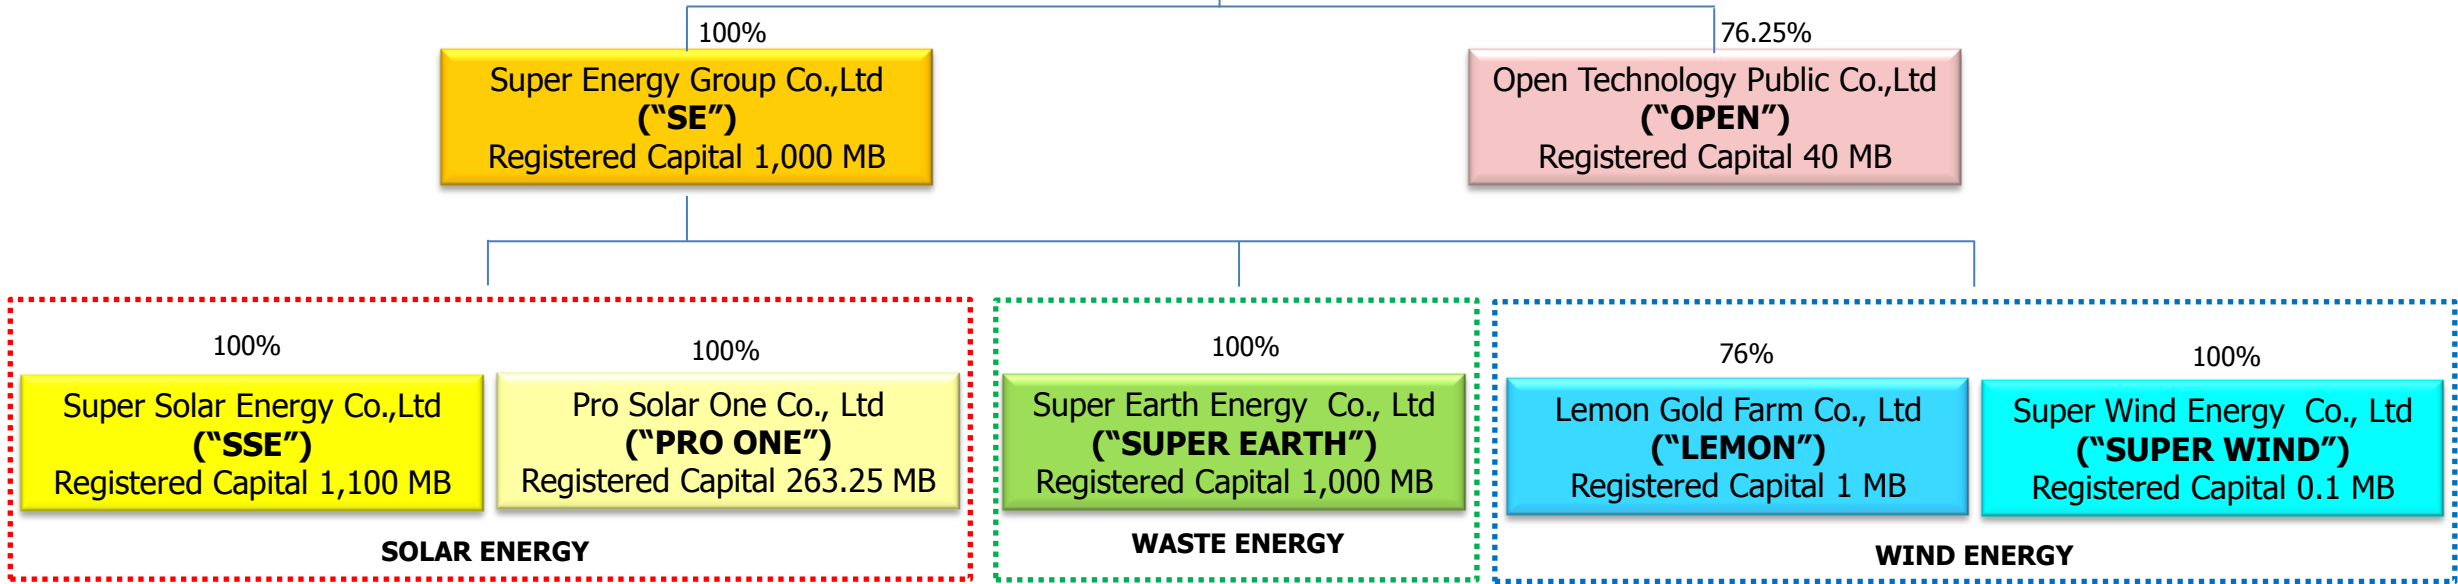 100%
Super Energy Group Co.,Ltd
(“SE”)
Registered Capital 1,000 MB
76.25%
Open Technology Public Co.,Ltd
(“OPEN”)
Registered Capital 40 MB
100%
Super Solar Energy Co.,Ltd
(“SSE”)
Registered Capital 1,100 MB
100%
Pro Solar One Co., Ltd
(“PRO ONE”)
Registered Capital 263.25 MB
SOLAR ENERGY
100%
Super Earth Energy  Co., Ltd
(“SUPER EARTH”)
Registered Capital 1,000 MB
WASTE ENERGY
76%
Lemon Gold Farm Co., Ltd
(“LEMON”)
Registered Capital 1 MB
100%
Super Wind Energy  Co., Ltd
(“SUPER WIND”)
Registered Capital 0.1 MB
WIND ENERGY